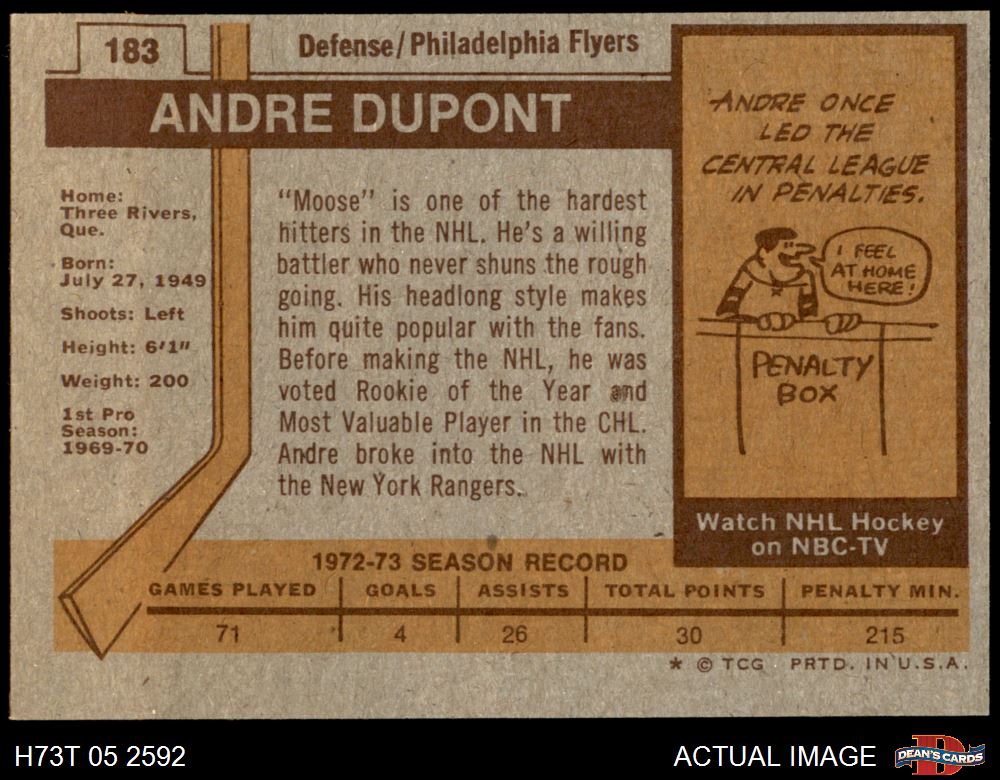 183
Defense/Philadelphia Flyers
ANDRE DUPONT
Home:
Three Rivers,
Que.
Born:
July 27, 1949
Shoots: Left
Height: 6'1"
Weight: 200
1st Pro
Season:
1969-70
"Moose" is one of the hardest
hitters in the NHL. He's a willing
battler who never shuns the rough
going. His headlong style makes
him quite popular with the fans.
Before making the NHL, he was
voted Rookie of the Year and
Most Valuable Player in the CHL.
Andre broke into the NHL with
the New York Rangers.
ANDRE ONCE
LED THE
CENTRAL LEAGUE
IN PENALTIES.
I FEEL
AT HOME
HERE!
PENALTY
BOX
Watch NHL Hockey
on NBC-TV
1972-73 SEASON RECORD
GAMES PLAYED GOALS ASSISTS TOTAL POINTS PENALTY MIN.
71 4 26 30 215
* © TCG PRTD. IN U.S.A.
H73T 05 2592
ACTUAL IMAGE
D
DEAN'S CARDS